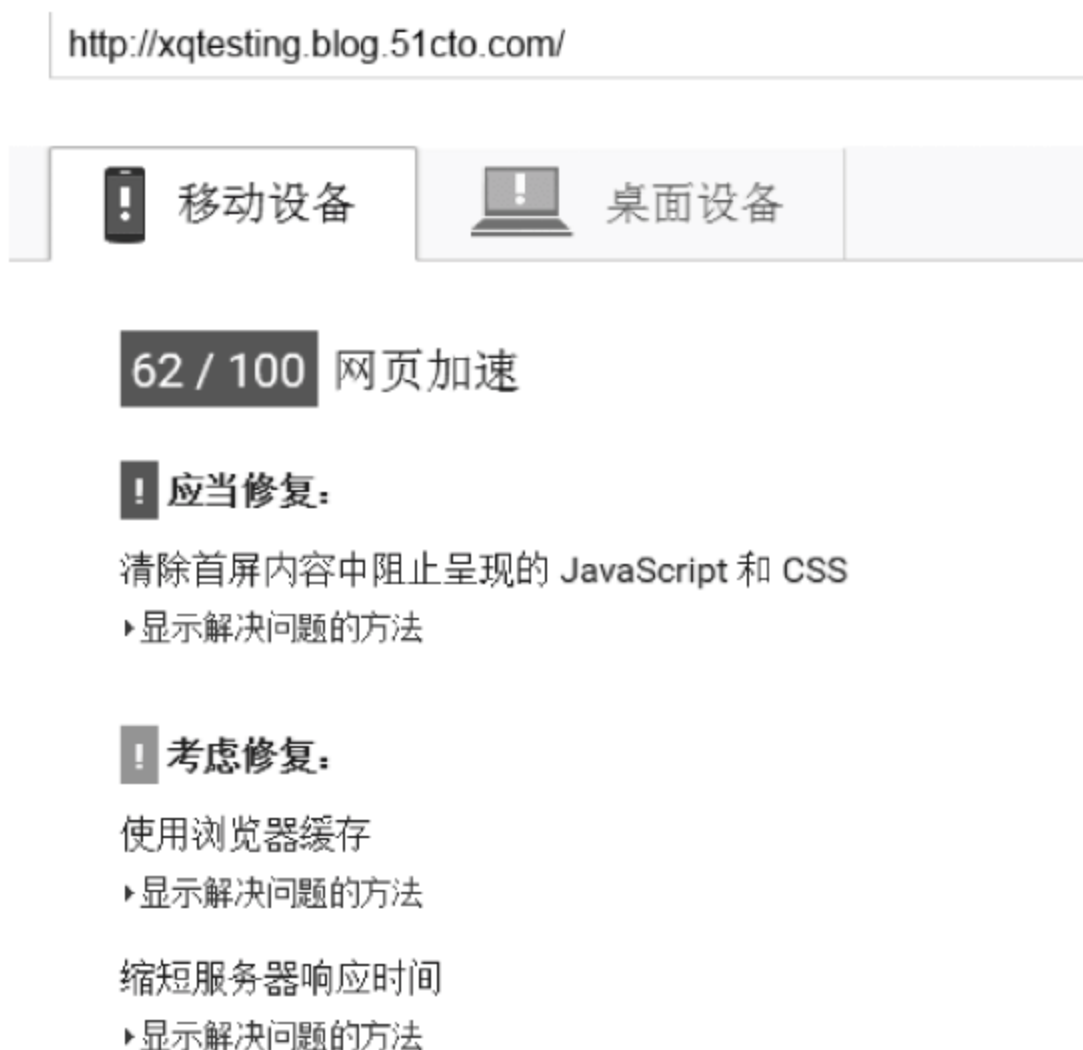 http://xqtesting.blog.51cto.com/
移动设备 桌面设备
62 / 100 网页加速
! 应当修复：
清除首屏内容中阻止呈现的 JavaScript 和 CSS
显示解决问题的方法
! 考虑修复：
使用浏览器缓存
显示解决问题的方法
缩短服务器响应时间
显示解决问题的方法